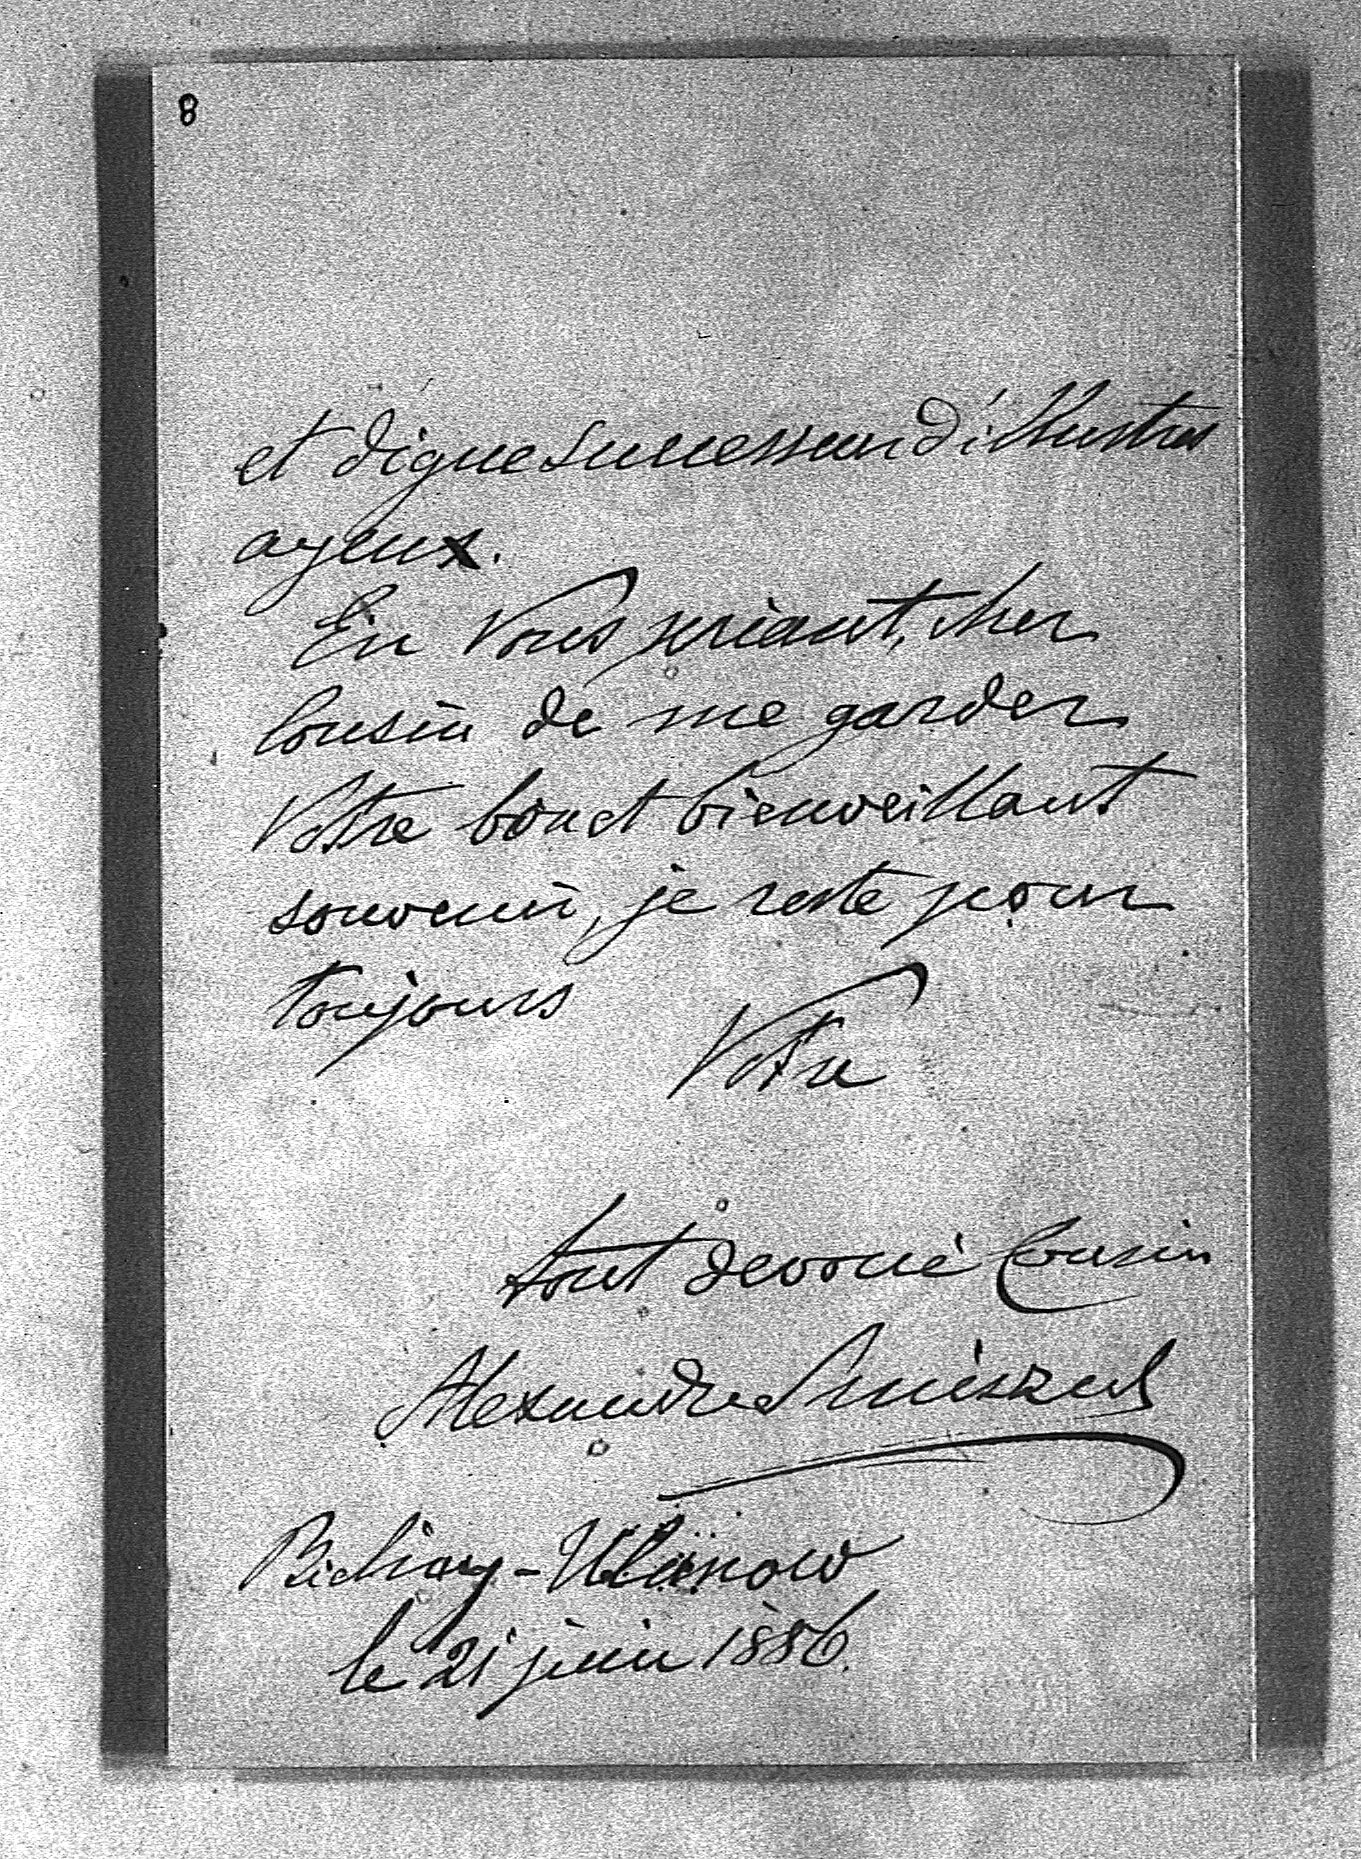 8
et digne successeur d'illustres
ayeux.
En Vous priant, cher
Cousin de me garder
Votre bon et bienveillant
souvenir, je reste pour
toujours
Votre
tout devoué Cousin
Alexandre
le 21 juin 1886.